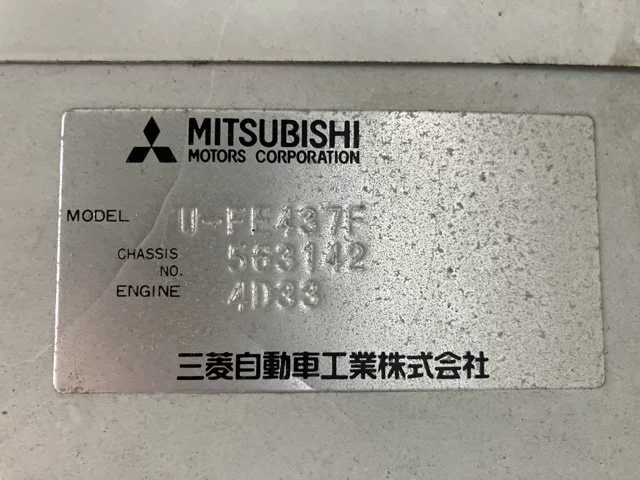 MITSUBISHI
MOTORS CORPORATION
MODEL U-FE437F
CHASSIS NO. 563142
ENGINE 4D33
三菱自動車工業株式会社